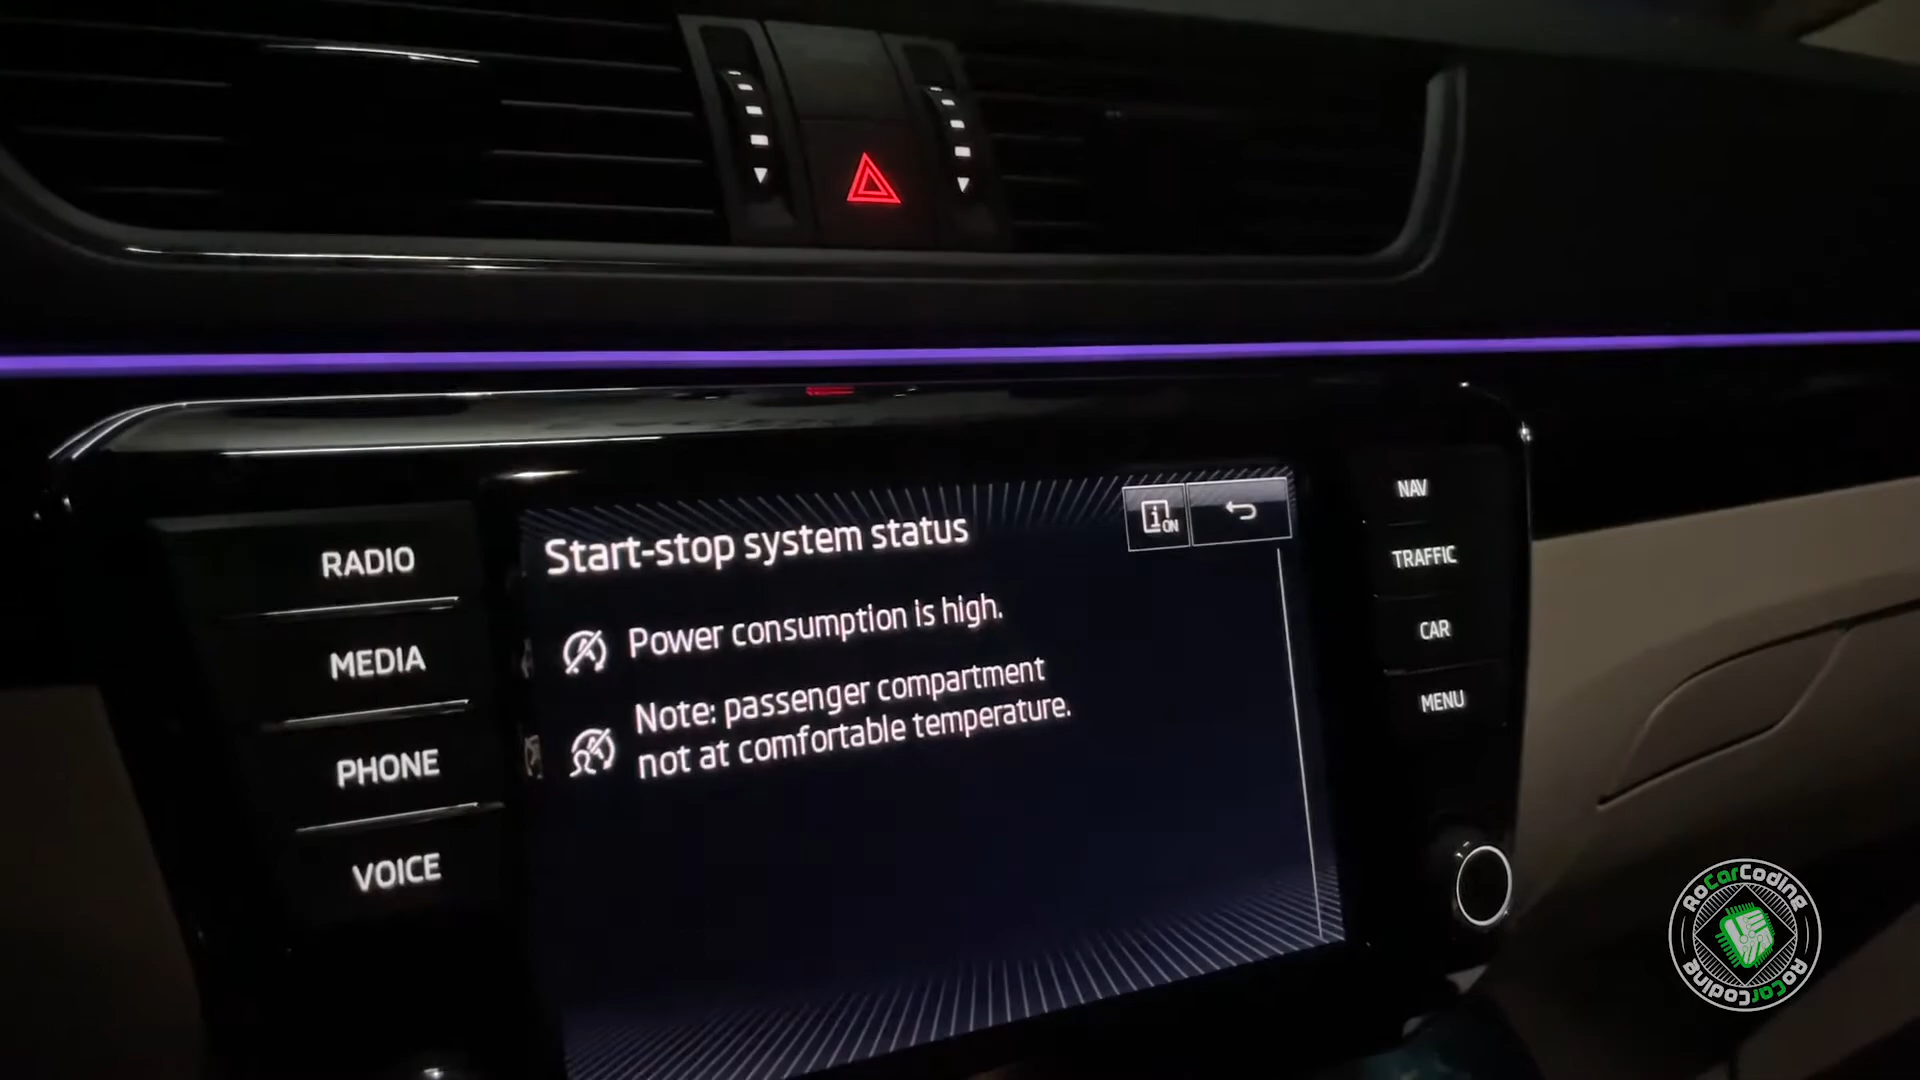 RADIO
MEDIA
PHONE
VOICE
Start-stop system status
i ON
Power consumption is high.
Note: passenger compartment
not at comfortable temperature.
NAV
TRAFFIC
CAR
MENU
RoCarCoding
RoCarCoding